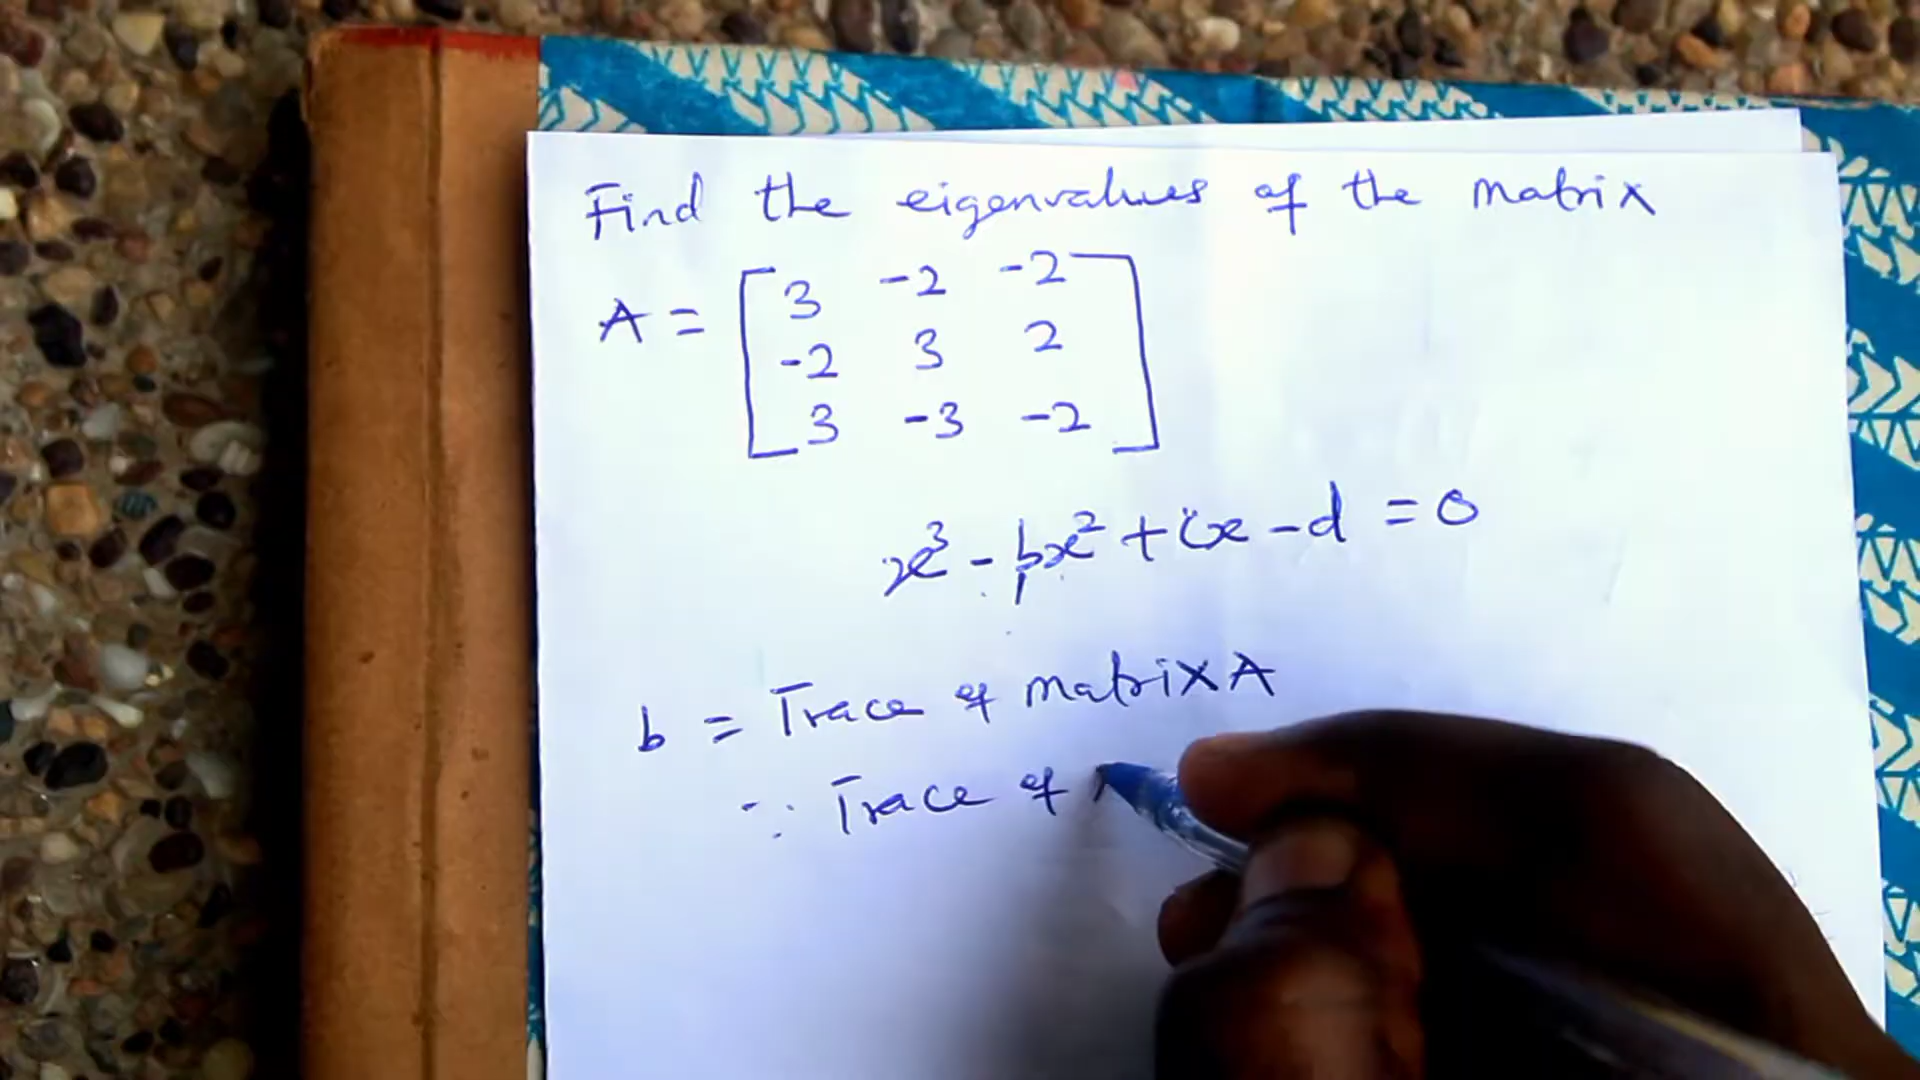 Find the eigenvalues of the matrix
A = [ 3 -2 -2
-2 3 2
3 -3 -2 ]
x³ - bx² + cx - d = 0
b = Trace of matrix A
∵ Trace of